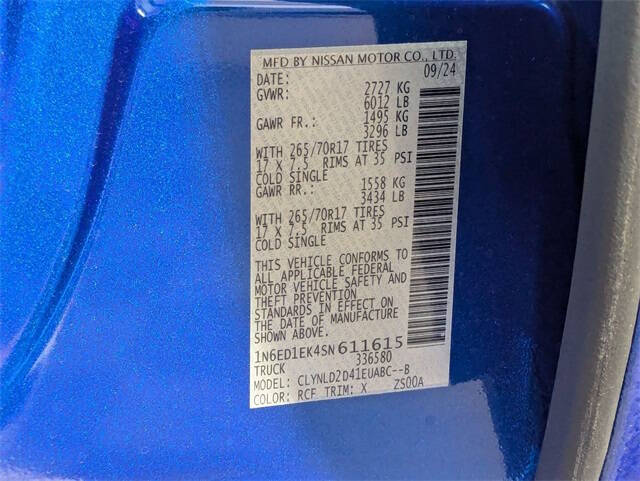 MFD BY NISSAN MOTOR CO., LTD.
DATE: 09/24
GVWR: 2727 KG
6012 LB
GAWR FR.: 1495 KG
3296 LB
WITH 265/70R17 TIRES
17 X 7.5 RIMS AT 35 PSI
COLD SINGLE
GAWR RR.: 1558 KG
3434 LB
WITH 265/70R17 TIRES
17 X 7.5 RIMS AT 35 PSI
COLD SINGLE
THIS VEHICLE CONFORMS TO
ALL APPLICABLE FEDERAL
MOTOR VEHICLE SAFETY AND
THEFT PREVENTION
STANDARDS IN EFFECT ON
THE DATE OF MANUFACTURE
SHOWN ABOVE.
1N6ED1EK4SN611615
TRUCK 336580
MODEL: CLYNLD2D41EUABC--B
COLOR: RCF TRIM: X ZS00A